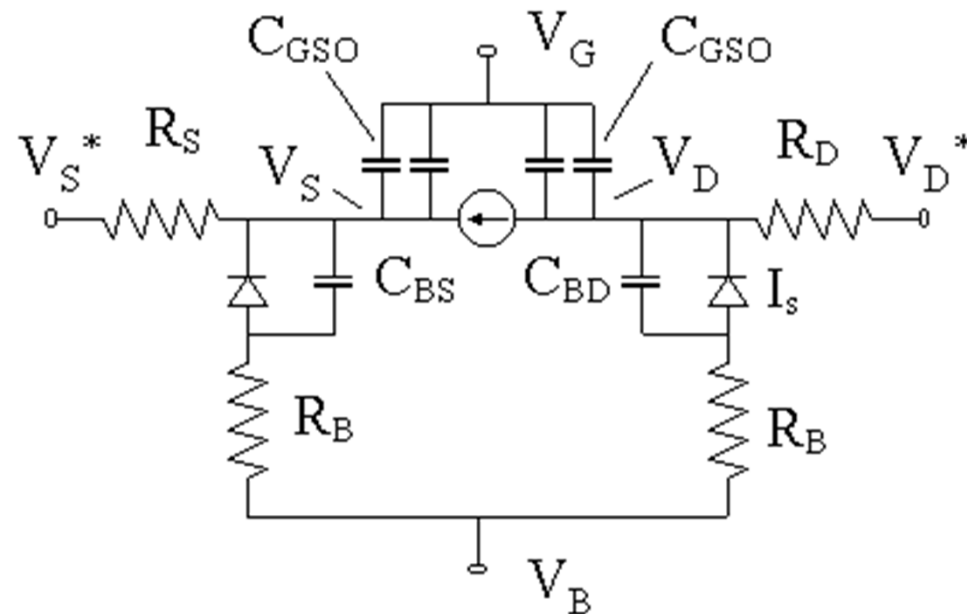 C_GSO V_G C_GSO
V_S* R_S V_S V_D R_D V_D*
C_BS C_BD I_s
R_B R_B
V_B